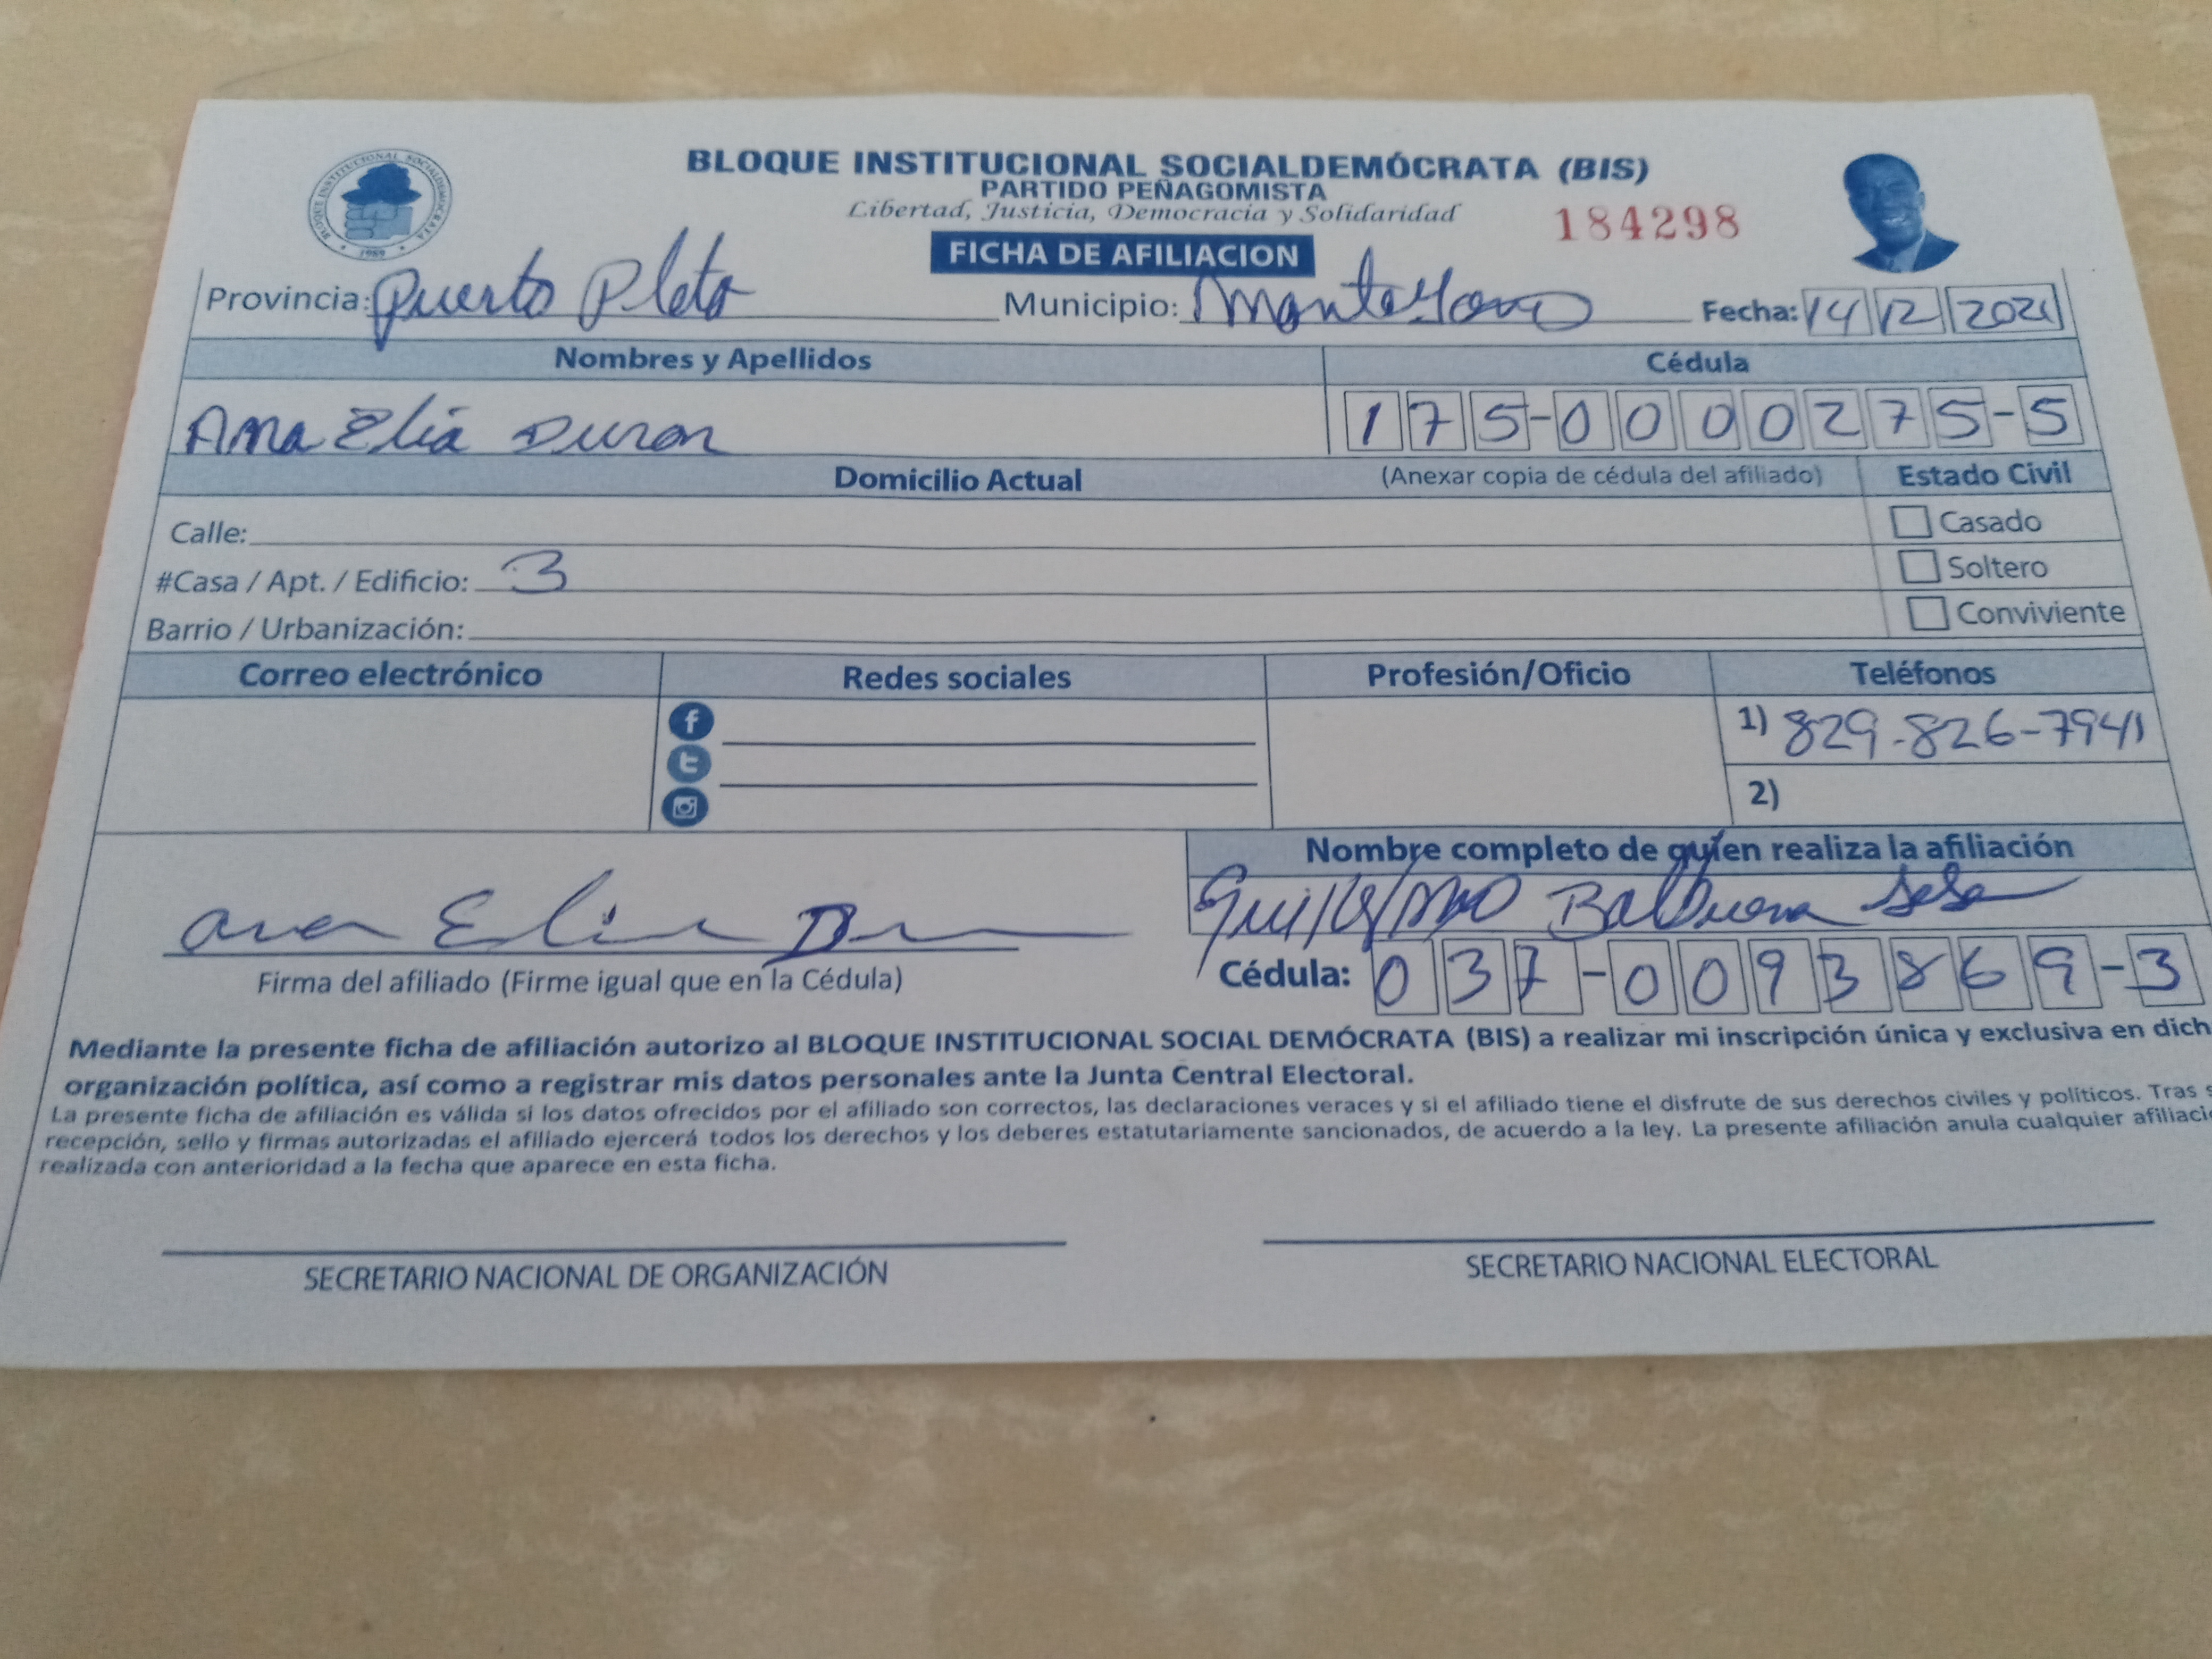 BLOQUE INSTITUCIONAL SOCIALDEMÓCRATA
1989
BLOQUE INSTITUCIONAL SOCIALDEMÓCRATA (BIS)
PARTIDO PEÑAGOMISTA
Libertad, Justicia, Democracia y Solidaridad
184298
FICHA DE AFILIACION
Provincia: Puerto Plata Municipio: Montellano Fecha: 14 12 2021
Nombres y Apellidos Cédula
Ana Elia Duran 175-0000275-5
Domicilio Actual (Anexar copia de cédula del afiliado) Estado Civil
Calle: Casado
#Casa / Apt. / Edificio: 3 Soltero
Barrio / Urbanización: Conviviente
Correo electrónico Redes sociales Profesión/Oficio Teléfonos
1) 829-826-7941
2)
Nombre completo de quien realiza la afiliación
Guillermo Balbuena
Ana Elia D
Firma del afiliado (Firme igual que en la Cédula) Cédula: 037-0093869-3
Mediante la presente ficha de afiliación autorizo al BLOQUE INSTITUCIONAL SOCIAL DEMÓCRATA (BIS) a realizar mi inscripción única y exclusiva en dich
organización política, así como a registrar mis datos personales ante la Junta Central Electoral.
La presente ficha de afiliación es válida si los datos ofrecidos por el afiliado son correctos, las declaraciones veraces y si el afiliado tiene el disfrute de sus derechos civiles y políticos. Tras s
recepción, sello y firmas autorizadas el afiliado ejercerá todos los derechos y los deberes estatutariamente sancionados, de acuerdo a la ley. La presente afiliación anula cualquier afiliaci
realizada con anterioridad a la fecha que aparece en esta ficha.
SECRETARIO NACIONAL DE ORGANIZACIÓN SECRETARIO NACIONAL ELECTORAL